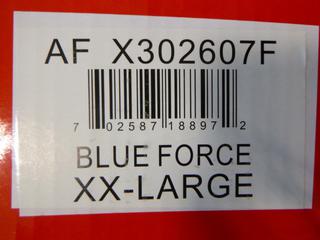 AF X302607F
7 02587 18897 2
BLUE FORCE
XX-LARGE